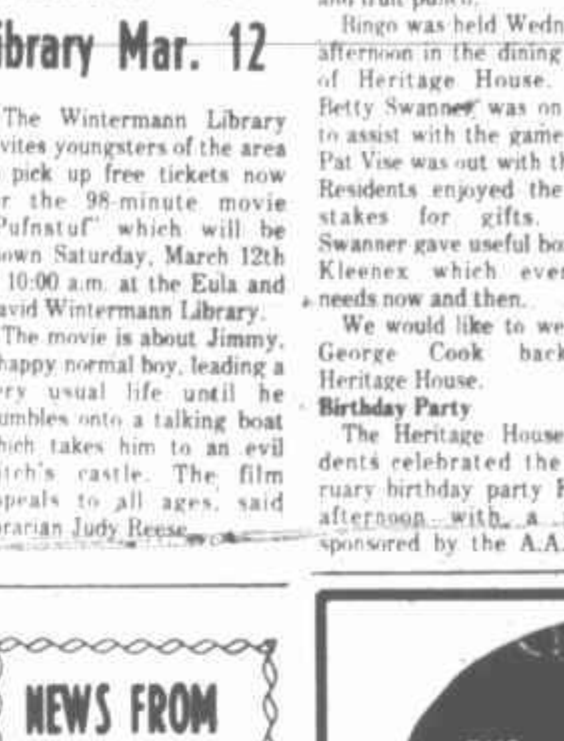 ibrary Mar. 12
The Wintermann Library
vites youngsters of the area
pick up free tickets now
r the 98-minute movie
Pufnstuf" which will be
own Saturday, March 12th
10:00 a.m. at the Eula and
avid Wintermann Library.
The movie is about Jimmy,
happy normal boy, leading a
ery usual life until he
umbles onto a talking boat
hich takes him to an evil
itch's castle. The film
ppeals to all ages, said
brarian Judy Reese
NEWS FROM
and fruit punch.
Bingo was held Wedn
afternoon in the dining
of Heritage House.
Betty Swanner was on
to assist with the game
Pat Vise was out with th
Residents enjoyed the
stakes for gifts.
Swanner gave useful bo
Kleenex which ever
needs now and then.
We would like to we
George Cook back
Heritage House.
Birthday Party
The Heritage House
dents celebrated the
ruary birthday party
afternoon with a
sponsored by the A.A.